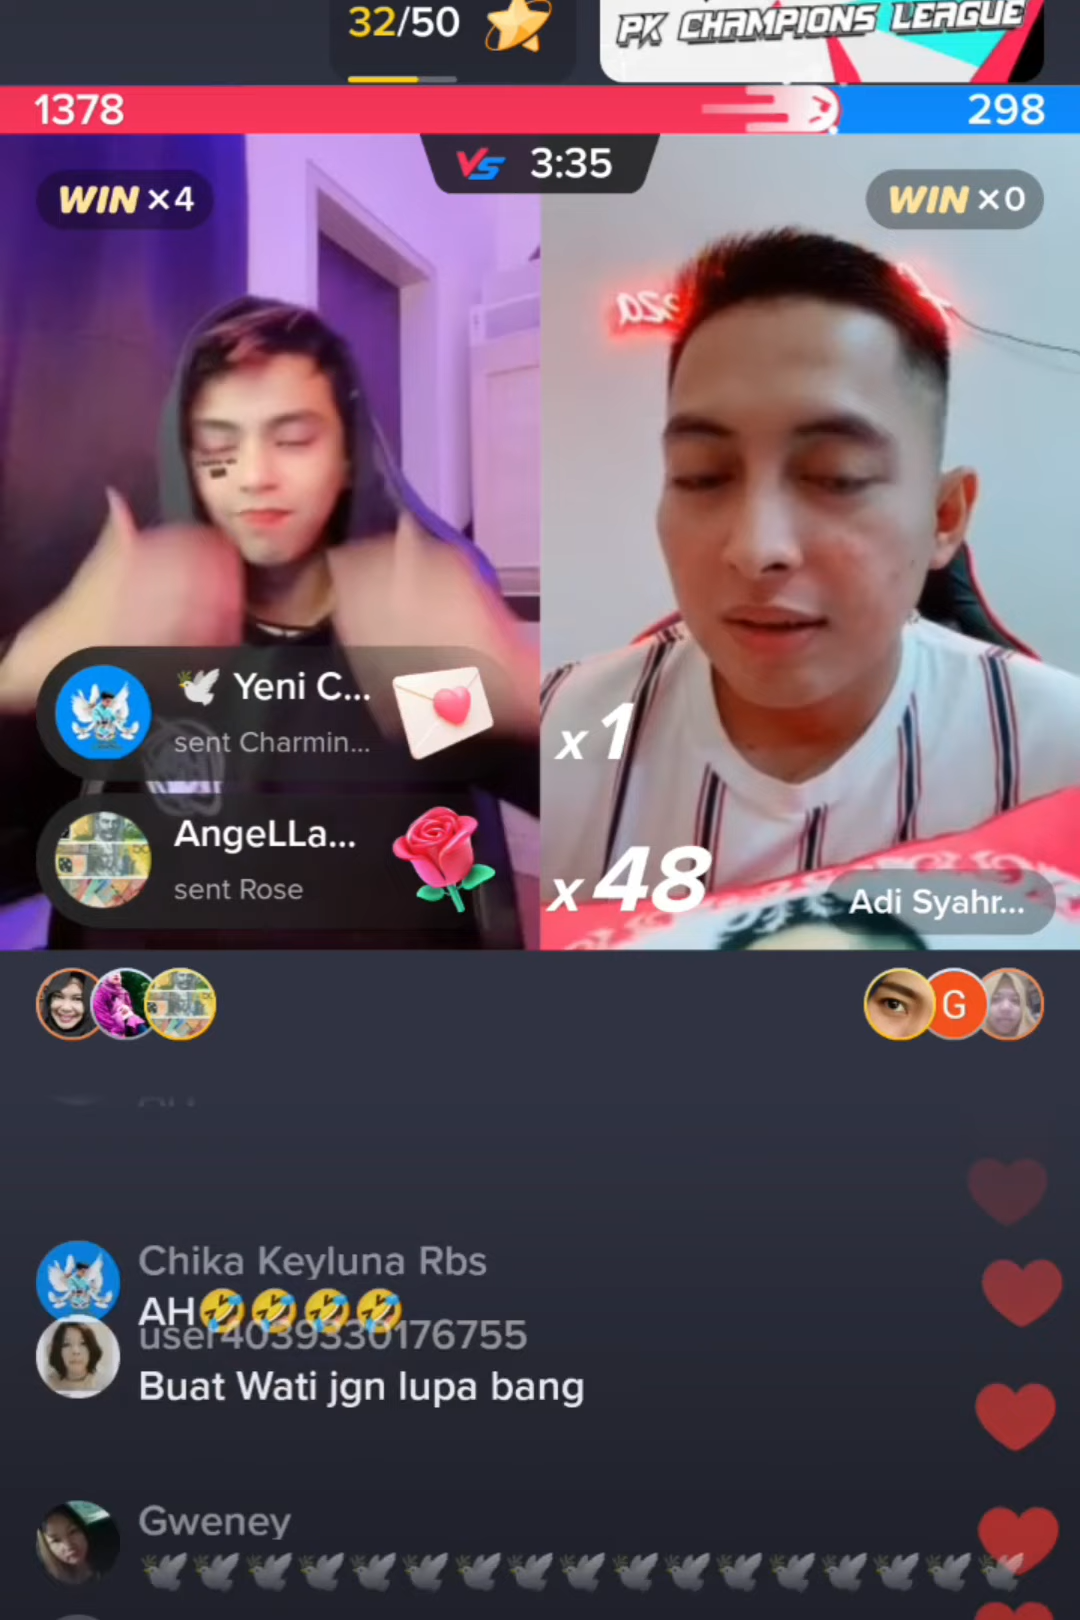 32/50
PK CHAMPIONS LEAGUE
1378
298
VS 3:35
WIN ×4
WIN ×0
🕊 Yeni C...
sent Charmin...
x1
AngeLLa...
sent Rose
x48
Adi Syahr...
G
Chika Keyluna Rbs
AH🤣🤣🤣🤣
user4039330176755
Buat Wati jgn lupa bang
Gweney
🕊🕊🕊🕊🕊🕊🕊🕊🕊🕊🕊🕊🕊🕊🕊🕊🕊